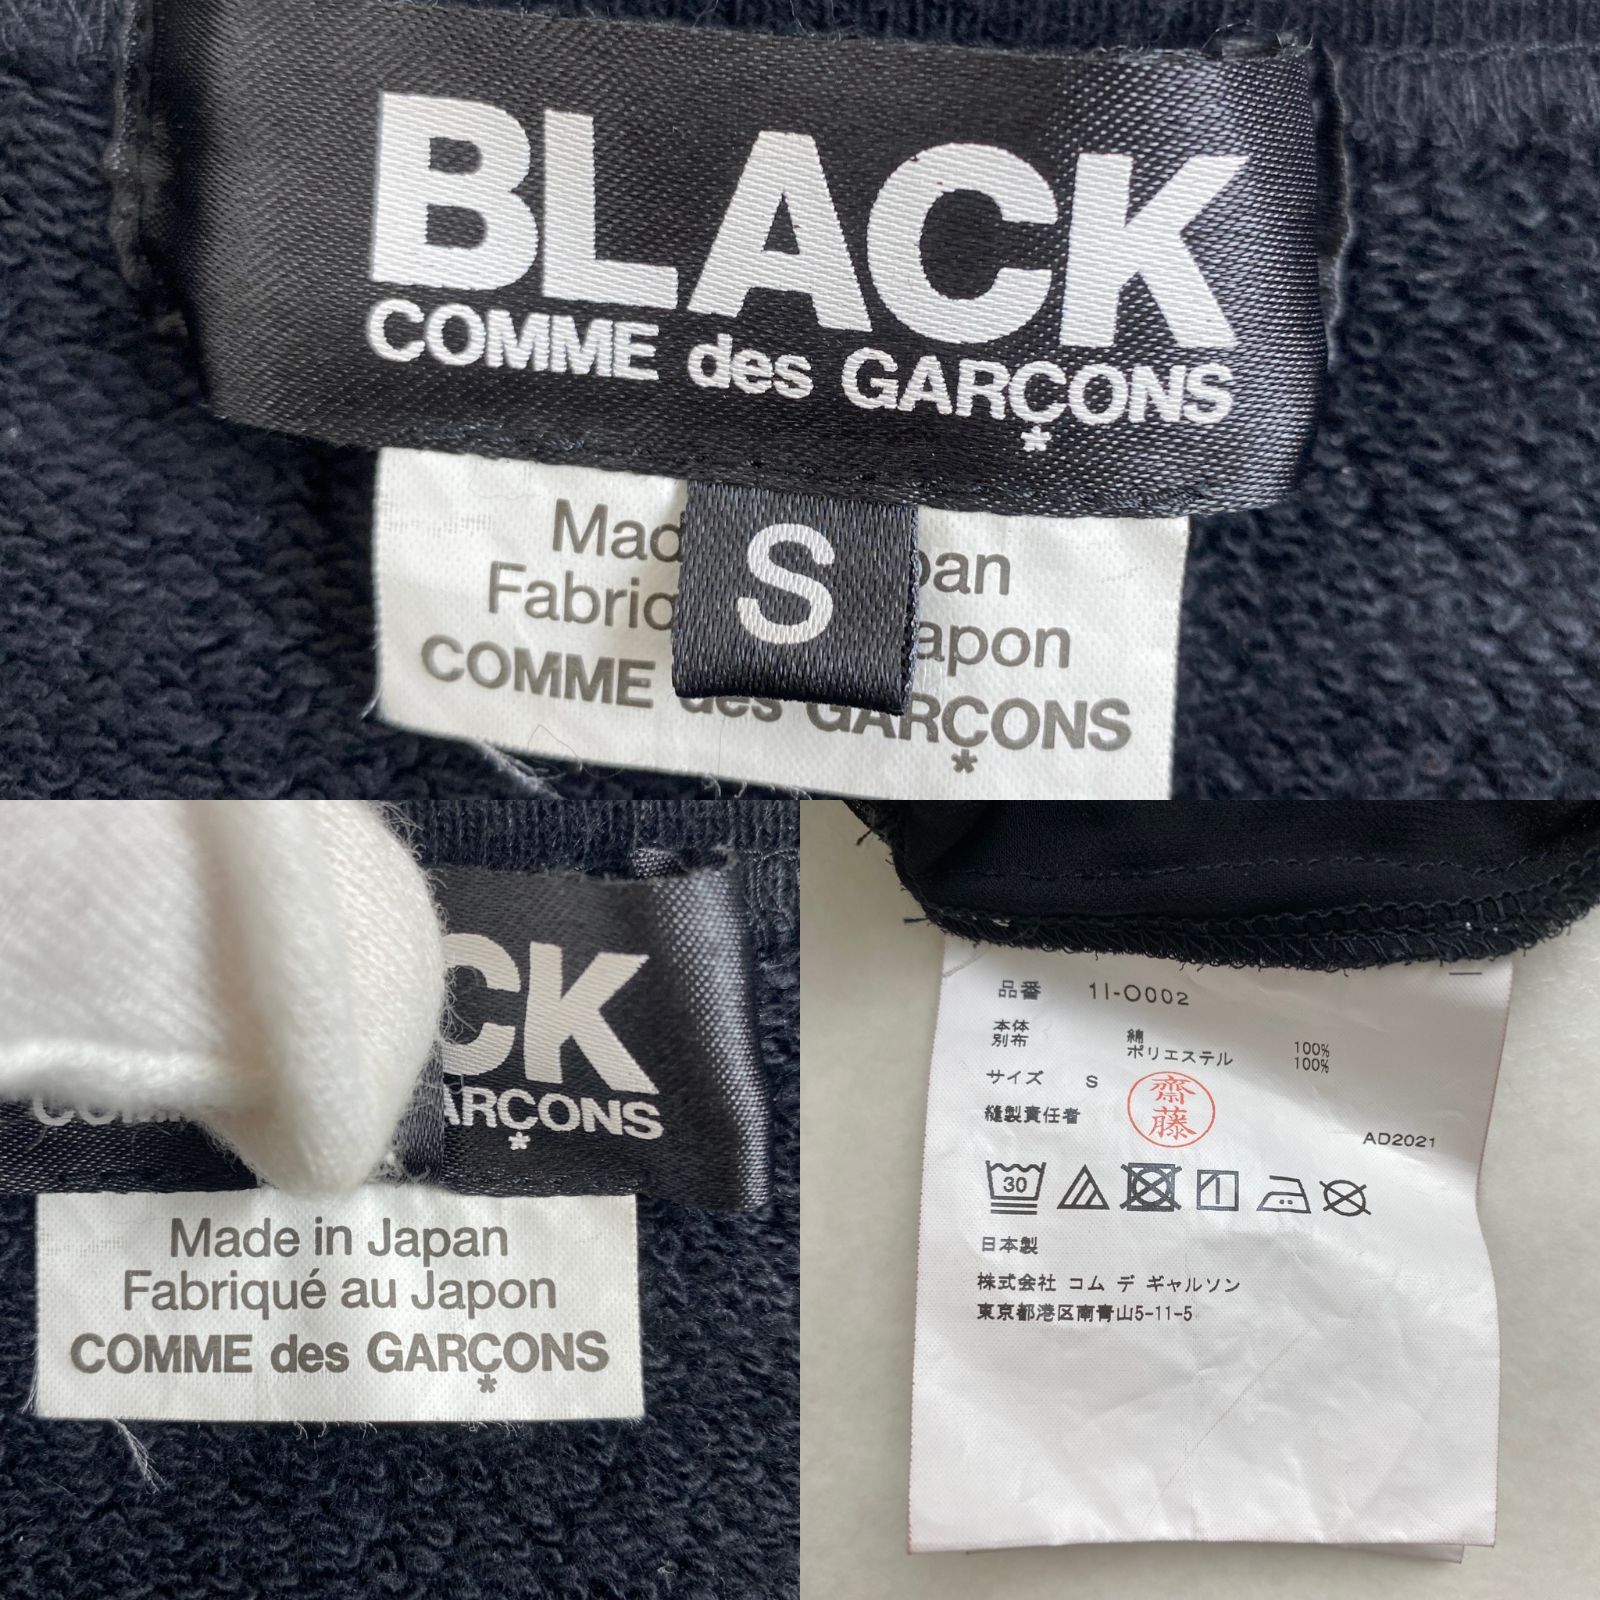 BLACK
COMME des GARÇONS
*
S
Mad pan
Fabriq apon
COMME des GARÇONS
*
CK
ARÇONS
*
Made in Japan
Fabriqué au Japon
COMME des GARÇONS
*
品番 1I-O002
本体 綿 100%
別布 ポリエステル 100%
サイズ S
縫製責任者 齋藤
AD2021
30
日本製
株式会社 コム デ ギャルソン
東京都港区南青山5-11-5